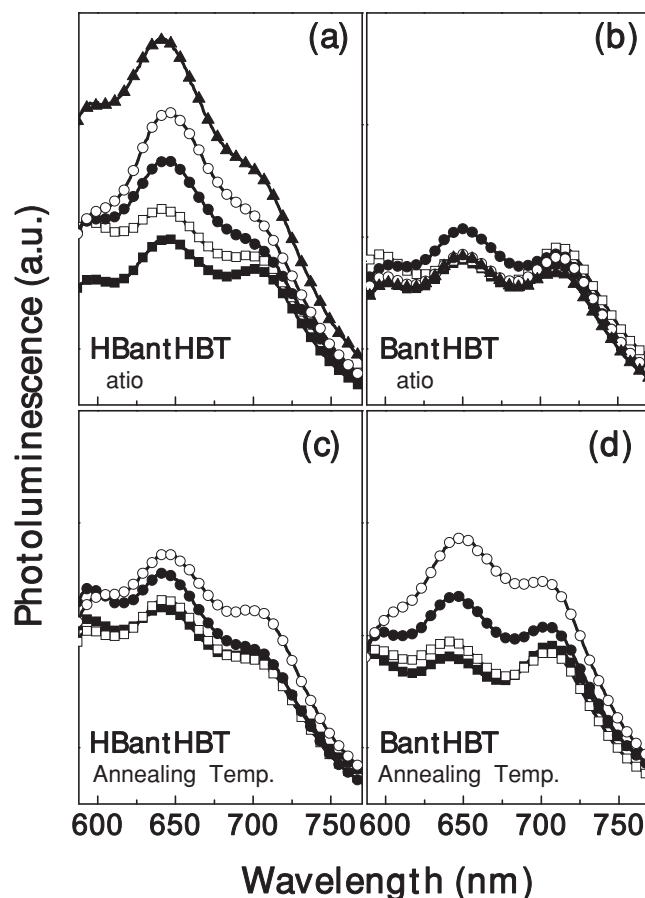 (a)
(b)
HBantHBT
atio
BantHBT
atio
(c)
(d)
HBantHBT
Annealing Temp.
BantHBT
Annealing Temp.
600 650 700 750 600 650 700 750
Wavelength (nm)
Photoluminescence (a.u.)